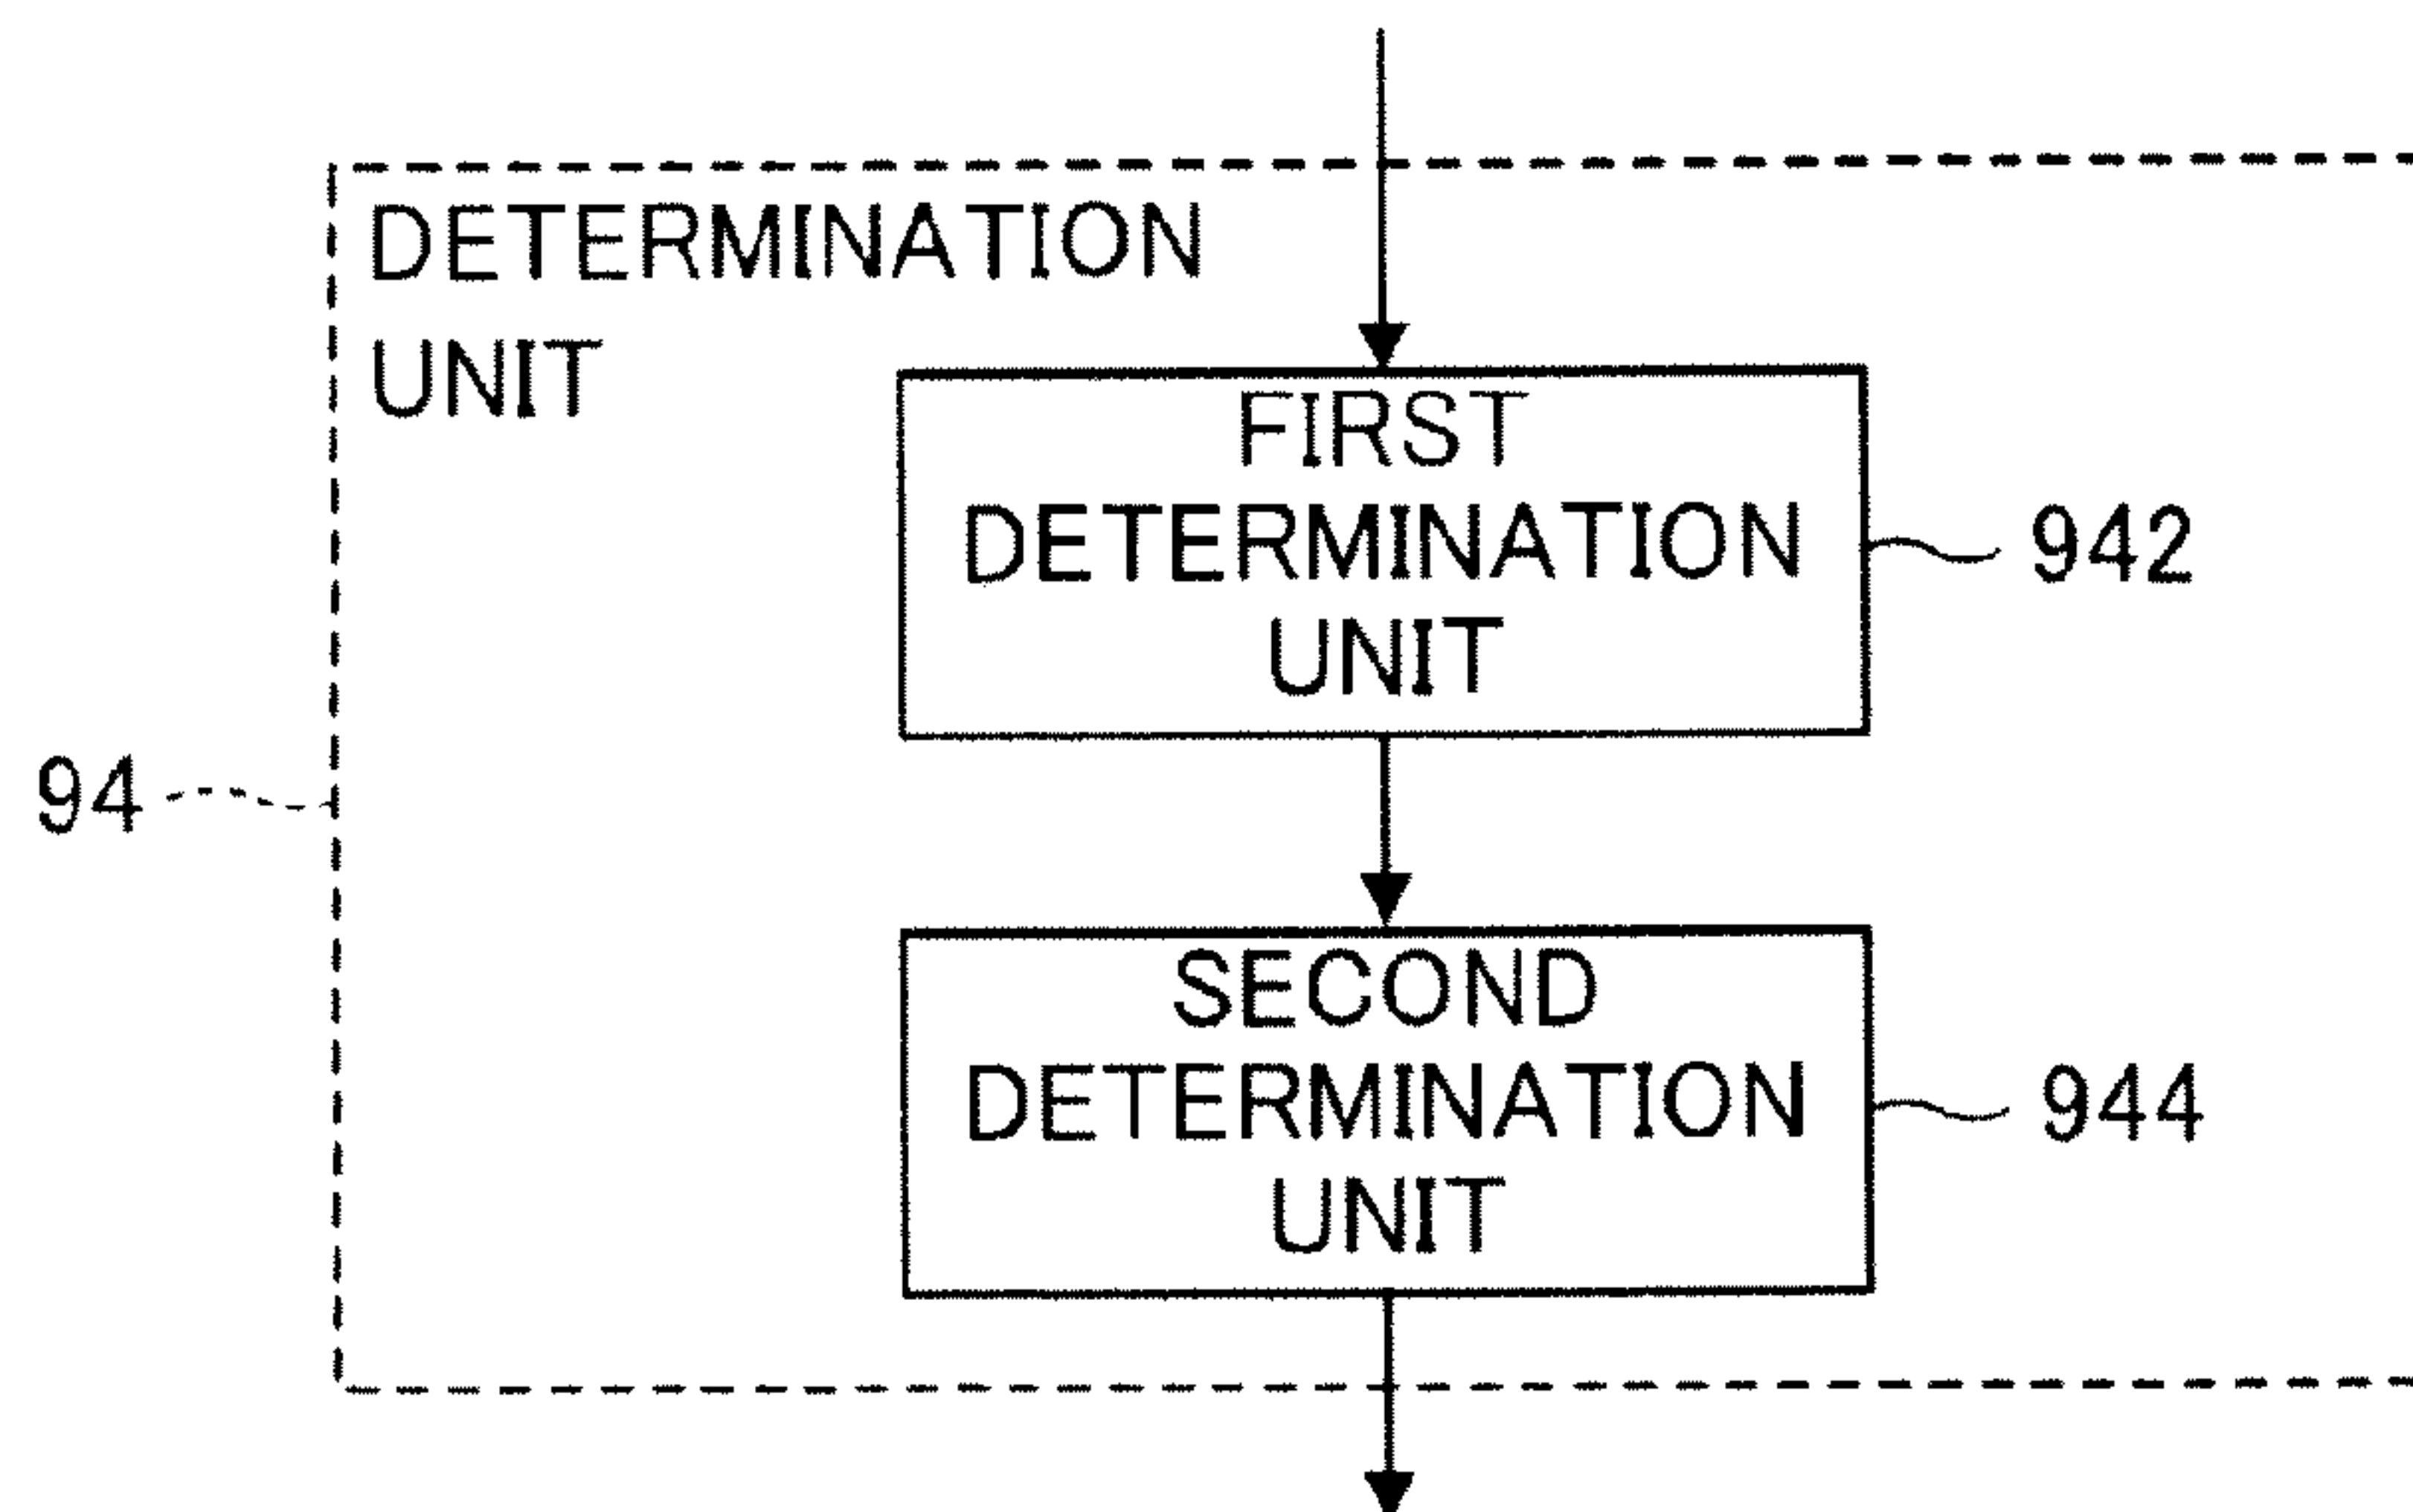 DETERMINATION
UNIT
FIRST
DETERMINATION
UNIT
942
94
SECOND
DETERMINATION
UNIT
944